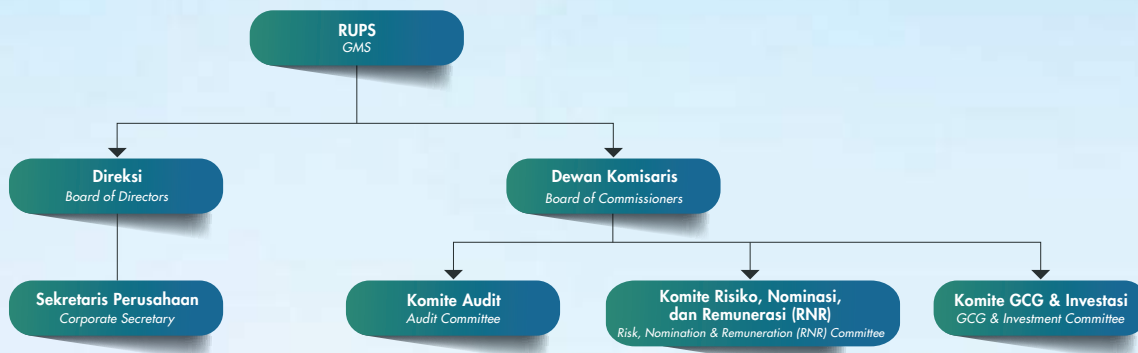 RUPS
GMS
Direksi
Board of Directors
Dewan Komisaris
Board of Commissioners
Sekretaris Perusahaan
Corporate Secretary
Komite Audit
Audit Committee
Komite Risiko, Nominasi,
dan Remunerasi (RNR)
Risk, Nomination & Remuneration (RNR) Committee
Komite GCG & Investasi
GCG & Investment Committee